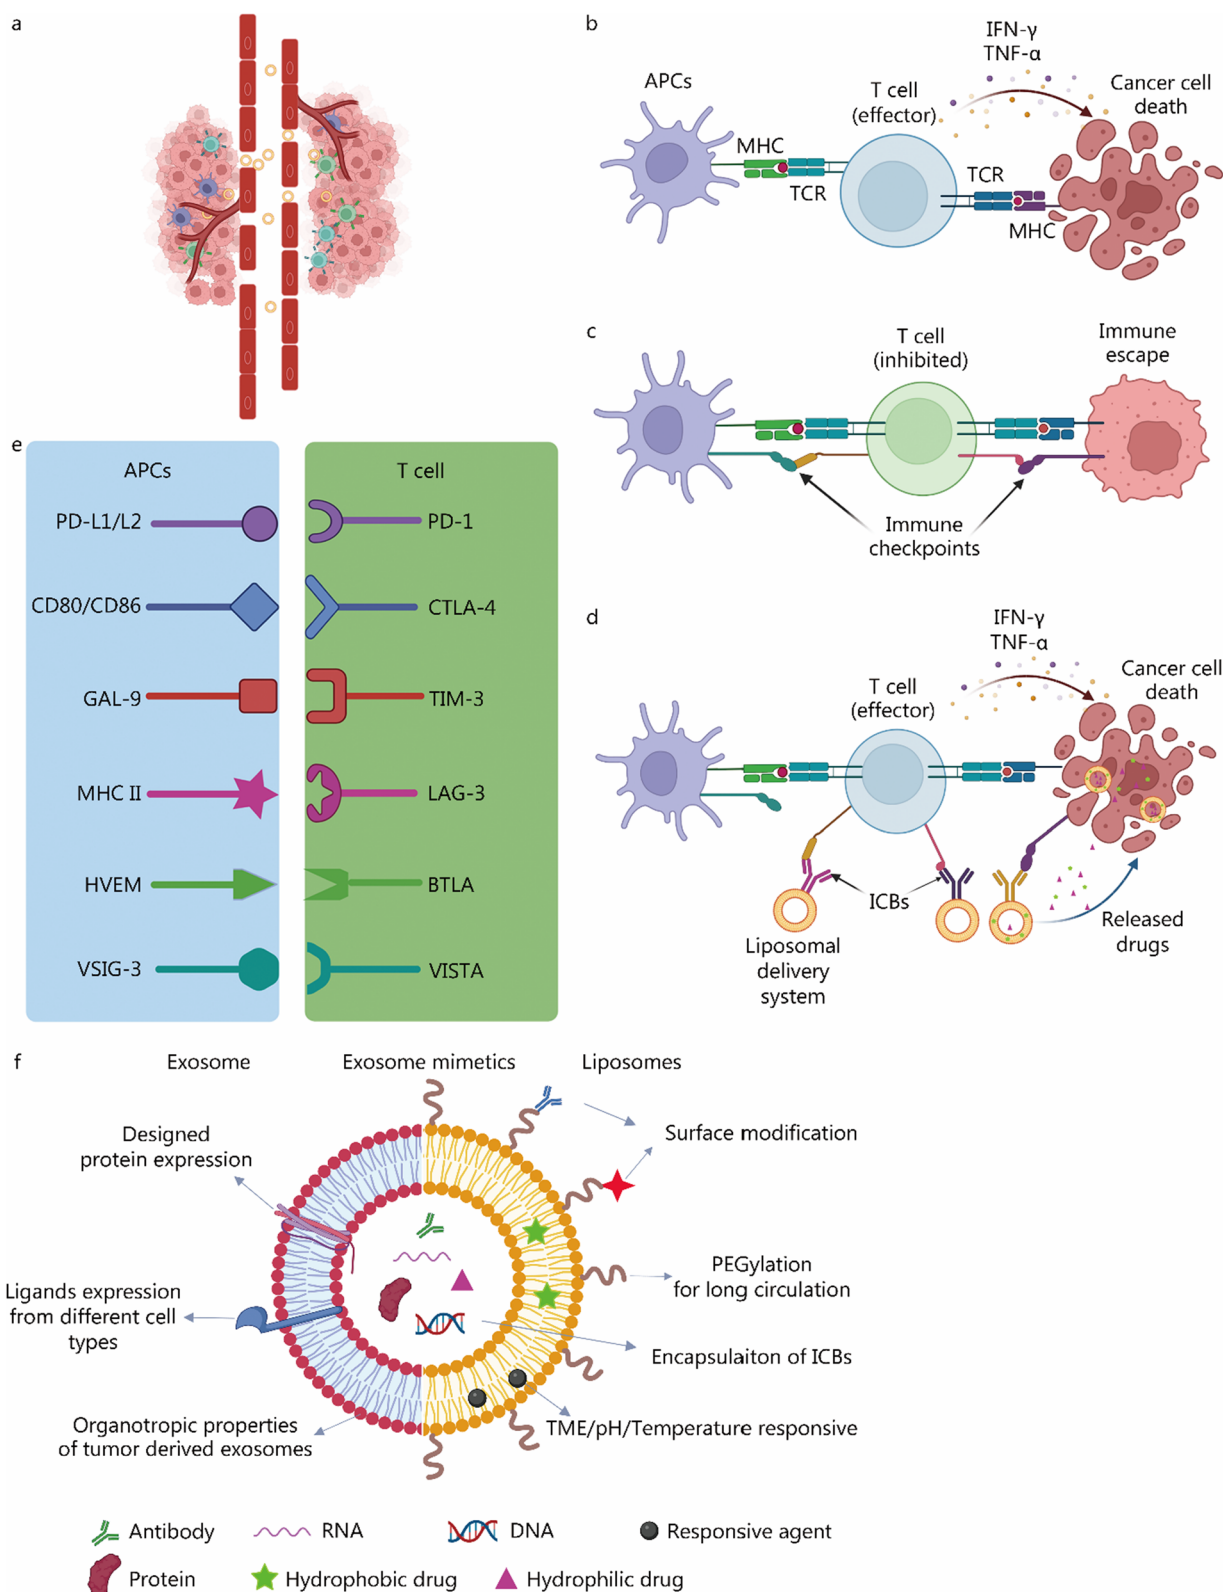 a
b
IFN-γ
TNF-α
APCs
T cell
(effector)
Cancer cell
death
MHC
TCR
TCR
MHC
c
T cell
(inhibited)
Immune
escape
Immune
checkpoints
e
APCs
T cell
PD-L1/L2
PD-1
CD80/CD86
CTLA-4
GAL-9
TIM-3
MHC II
LAG-3
HVEM
BTLA
VSIG-3
VISTA
d
IFN-γ
TNF-α
T cell
(effector)
Cancer cell
death
ICBs
Liposomal
delivery
system
Released
drugs
f
Exosome
Exosome mimetics
Liposomes
Designed
protein expression
Surface modification
Ligands expression
from different cell
types
PEGylation
for long circulation
Encapsulaiton of ICBs
Organotropic properties
of tumor derived exosomes
TME/pH/Temperature responsive
Antibody
RNA
DNA
Responsive agent
Protein
Hydrophobic drug
Hydrophilic drug